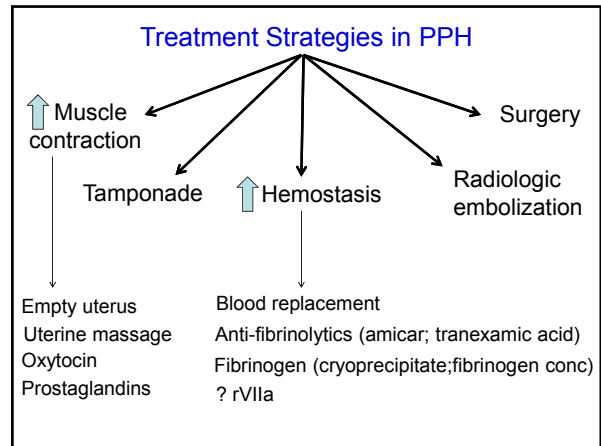 Treatment Strategies in PPH
Muscle
contraction
Tamponade
Hemostasis
Radiologic
embolization
Surgery
Empty uterus
Uterine massage
Oxytocin
Prostaglandins
Blood replacement
Anti-fibrinolytics (amicar; tranexamic acid)
Fibrinogen (cryoprecipitate;fibrinogen conc)
? rVIIa